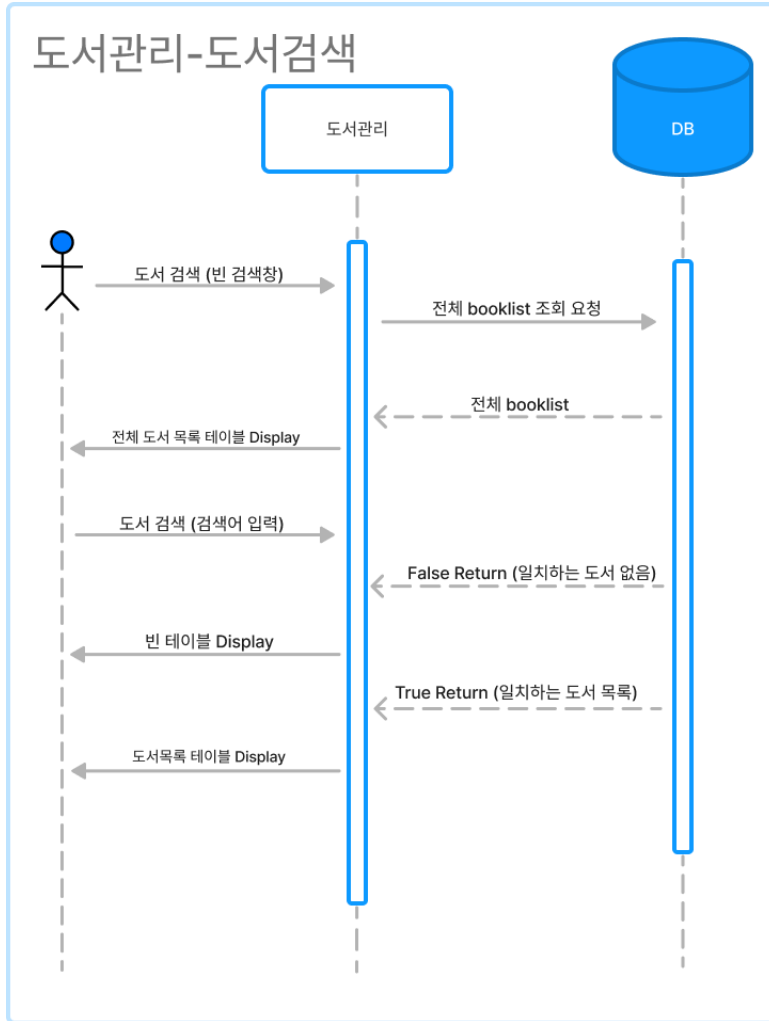 도서관리-도서검색
도서관리
DB
도서 검색 (빈 검색창)
전체 booklist 조회 요청
전체 booklist
전체 도서 목록 테이블 Display
도서 검색 (검색어 입력)
False Return (일치하는 도서 없음)
빈 테이블 Display
True Return (일치하는 도서 목록)
도서목록 테이블 Display